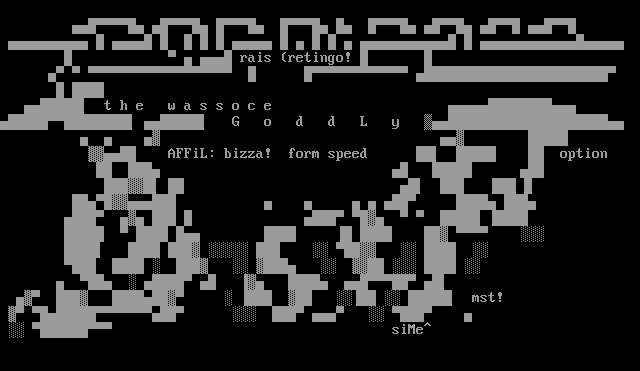 rais (retingo!
the wassoce
G o d d L y
AFFiL: bizza! form speed
option
mst!
siMe^